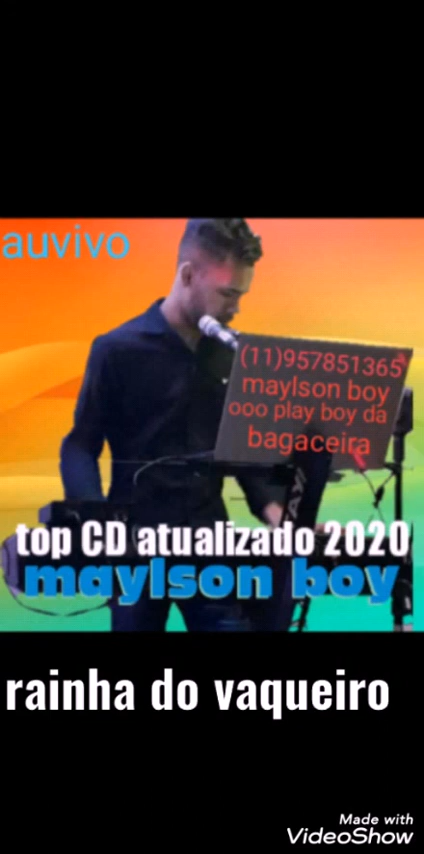 auvivo
(11)957851365
maylson boy
ooo play boy da
bagaceira
top CD atualizado 2020
maylson boy
rainha do vaqueiro
Made with
VideoShow